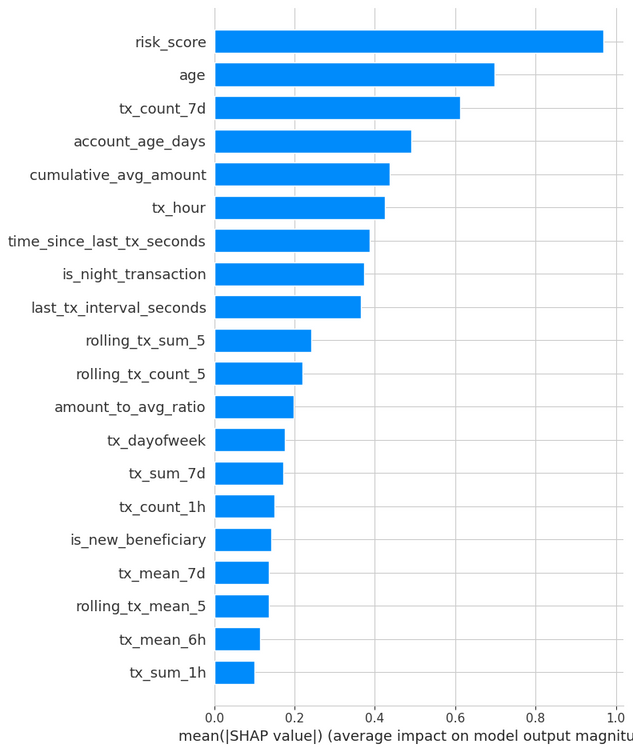 risk_score
age
tx_count_7d
account_age_days
cumulative_avg_amount
tx_hour
time_since_last_tx_seconds
is_night_transaction
last_tx_interval_seconds
rolling_tx_sum_5
rolling_tx_count_5
amount_to_avg_ratio
tx_dayofweek
tx_sum_7d
tx_count_1h
is_new_beneficiary
tx_mean_7d
rolling_tx_mean_5
tx_mean_6h
tx_sum_1h
0.0 0.2 0.4 0.6 0.8 1.0
mean(|SHAP value|) (average impact on model output magnitu